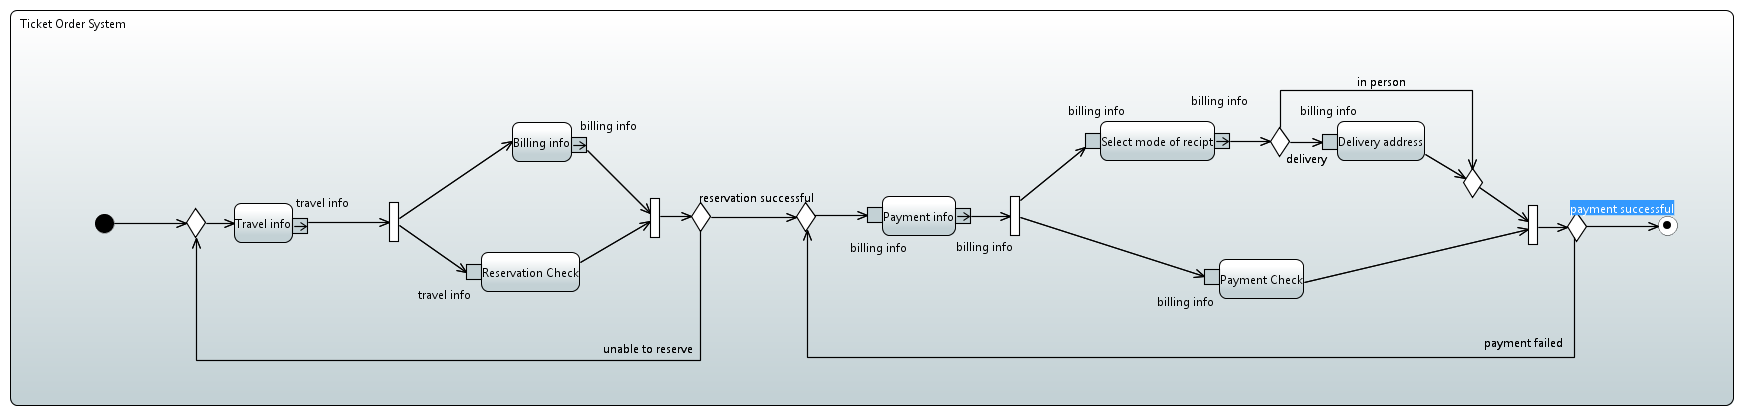 Ticket Order System
in person
billing info
billing info
billing info
billing info
Billing info
Select mode of recipt
Delivery address
delivery
travel info
reservation successful
payment successful
Travel info
Payment info
billing info
billing info
Reservation Check
Payment Check
travel info
billing info
unable to reserve
payment failed